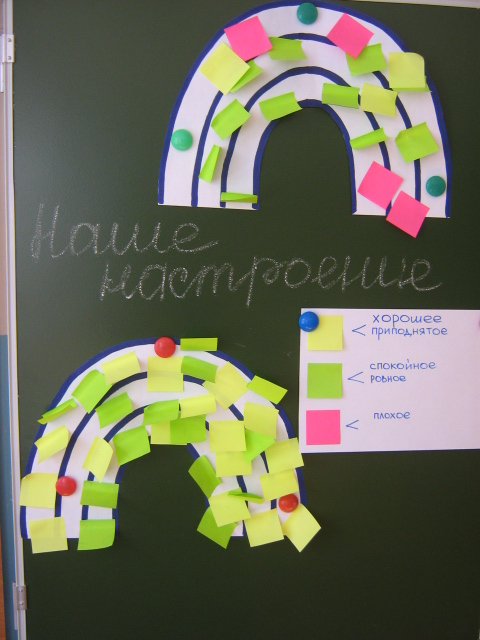 Наше
настроение
хорошее
приподнятое
спокойное
ровное
плохое